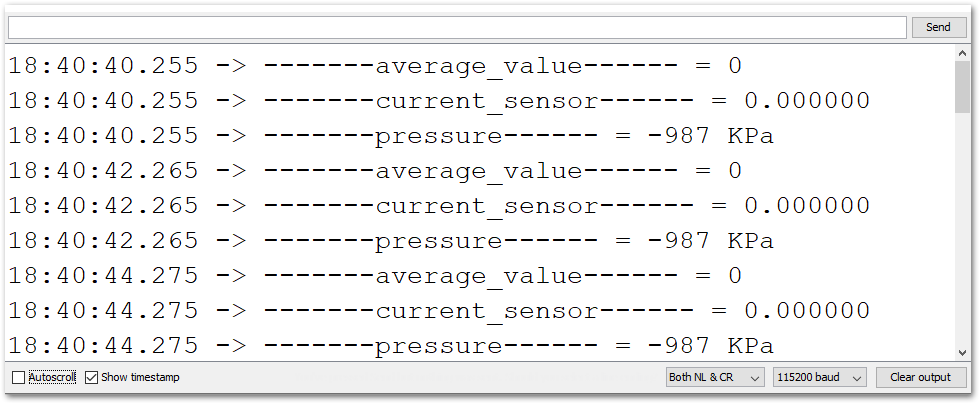 Send
18:40:40.255 -> -------average_value------ = 0
18:40:40.255 -> -------current_sensor------ = 0.000000
18:40:40.255 -> -------pressure------ = -987 KPa
18:40:42.265 -> -------average_value------ = 0
18:40:42.265 -> -------current_sensor------ = 0.000000
18:40:42.265 -> -------pressure------ = -987 KPa
18:40:44.275 -> -------average_value------ = 0
18:40:44.275 -> -------current_sensor------ = 0.000000
18:40:44.275 -> -------pressure------ = -987 KPa
Autoscroll Show timestamp Both NL & CR 115200 baud Clear output